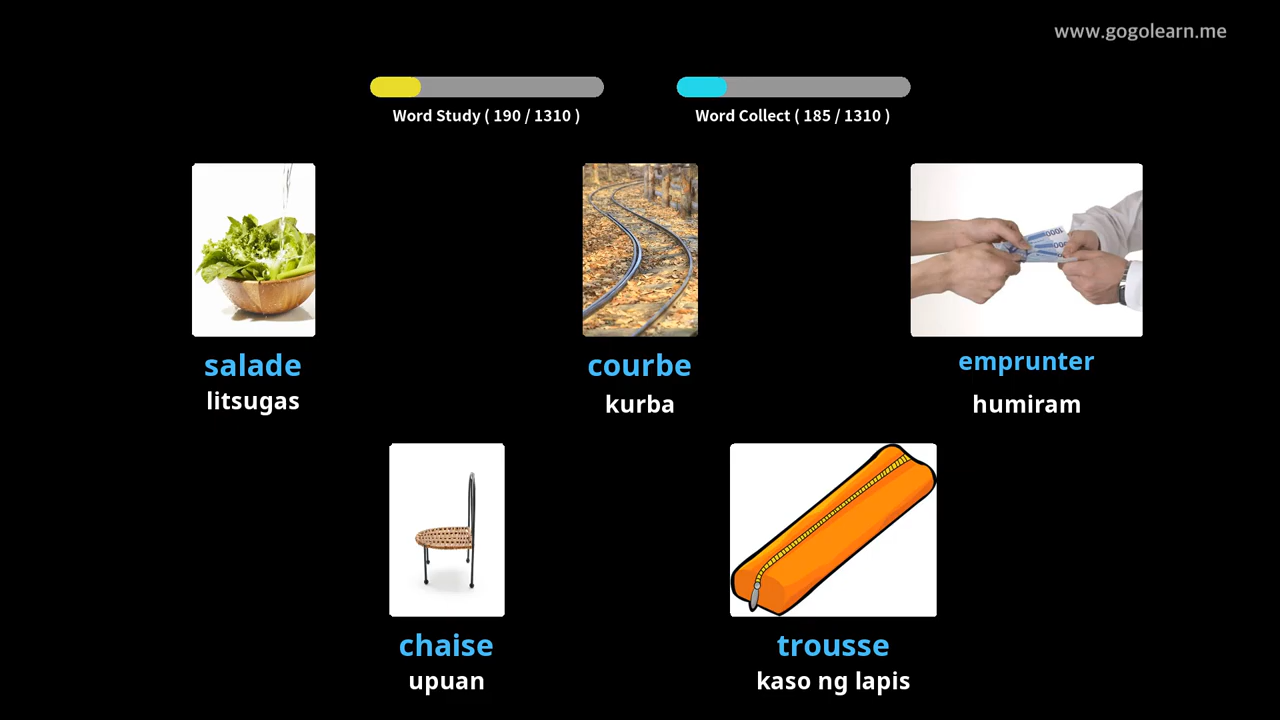 www.gogolearn.me
Word Study ( 190 / 1310 )
Word Collect ( 185 / 1310 )
salade
litsugas
courbe
kurba
emprunter
humiram
chaise
upuan
trousse
kaso ng lapis